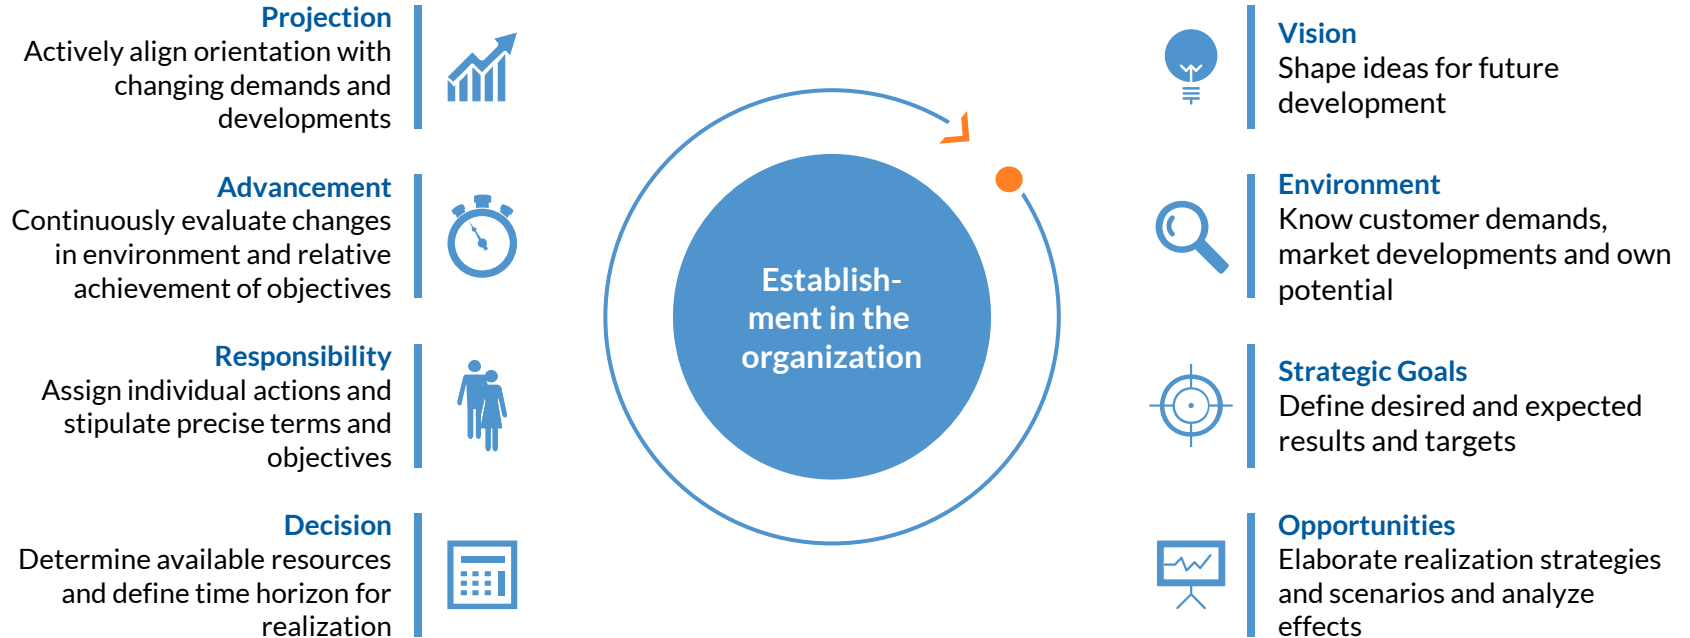 Projection
Actively align orientation with
changing demands and
developments
Advancement
Continuously evaluate changes
in environment and relative
achievement of objectives
Responsibility
Assign individual actions and
stipulate precise terms and
objectives
Decision
Determine available resources
and define time horizon for
realization
Establish-
ment in the
organization
Vision
Shape ideas for future
development
Environment
Know customer demands,
market developments and own
potential
Strategic Goals
Define desired and expected
results and targets
Opportunities
Elaborate realization strategies
and scenarios and analyze
effects